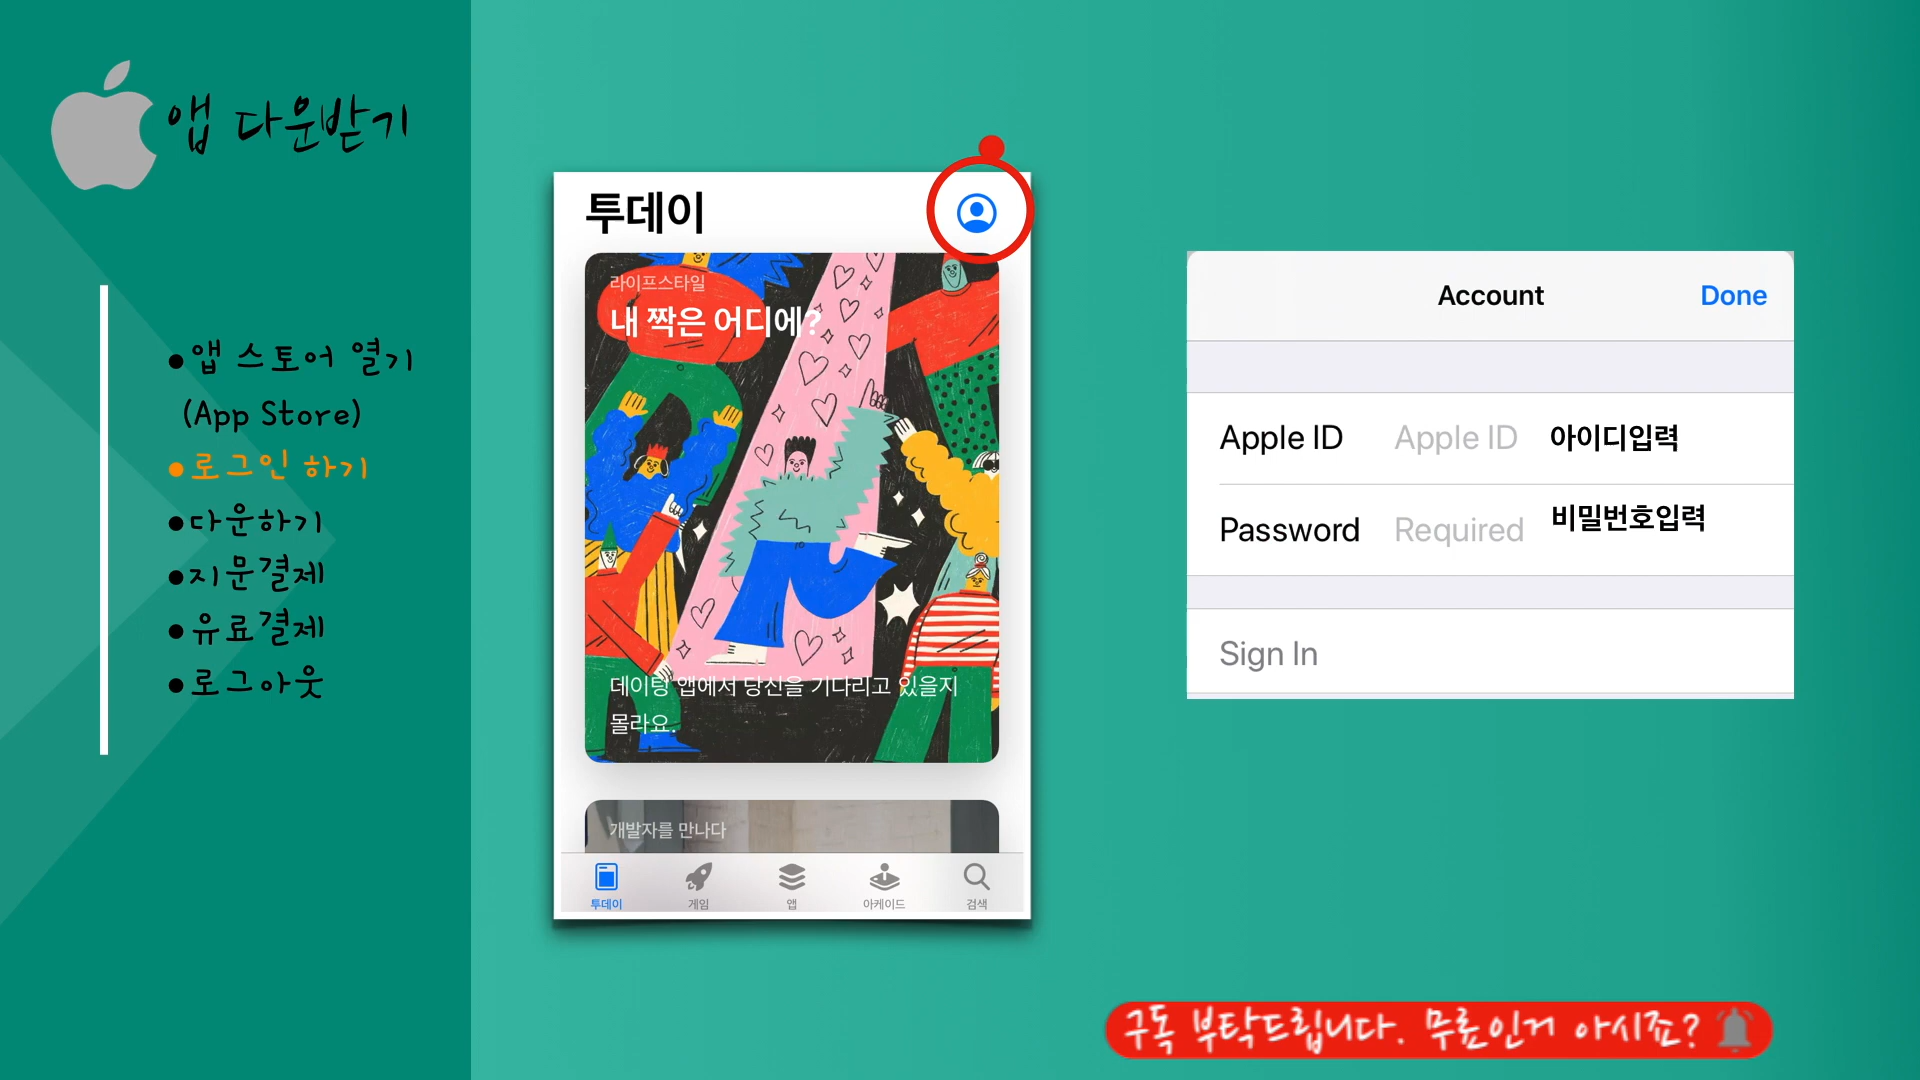 앱 다운받기
•앱 스토어 열기
(App Store)
•로그인 하기
•다운하기
•지문결제
•유료결제
•로그아웃
투데이
라이프스타일
내 짝은 어디에?
데이팅 앱에서 당신을 기다리고 있을지
몰라요.
개발자를 만나다
투데이
게임
앱
아케이드
검색
Account
Done
Apple ID Apple ID 아이디입력
Password Required 비밀번호입력
Sign In
구독 부탁드립니다. 무료인거 아시죠?